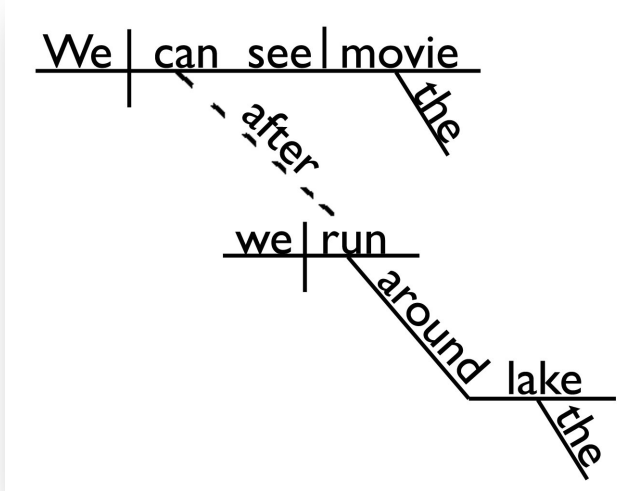 We can see movie
the
after
we run
around
lake
the